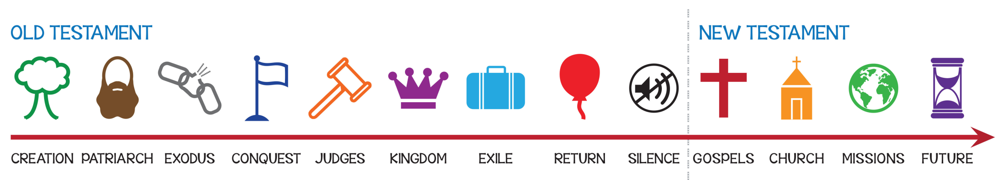 OLD TESTAMENT
NEW TESTAMENT
CREATION PATRIARCH EXODUS CONQUEST JUDGES KINGDOM EXILE RETURN SILENCE GOSPELS CHURCH MISSIONS FUTURE